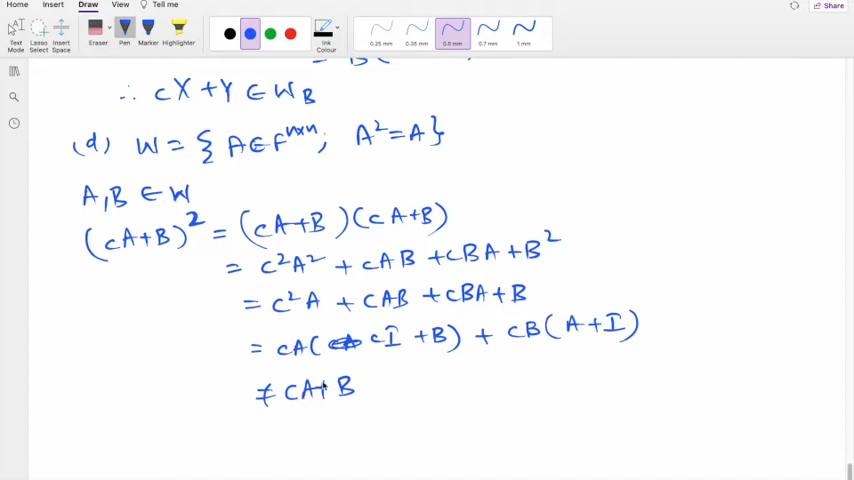 Home Insert Draw View Tell me Share
Text Mode Lasso Select Insert Space Eraser Pen Marker Highlighter Ink Colour 0.25 mm 0.35 mm 0.5 mm 0.7 mm 1 mm
∴ cX + Y ∈ W_B
(d) W = { A ∈ F^{n×n} ; A² = A }
A, B ∈ W
(cA+B)² = (cA+B)(cA+B)
= c²A² + cAB + cBA + B²
= c²A + cAB + cBA + B
= cA( cI + B) + cB( A + I )
≠ cA+B